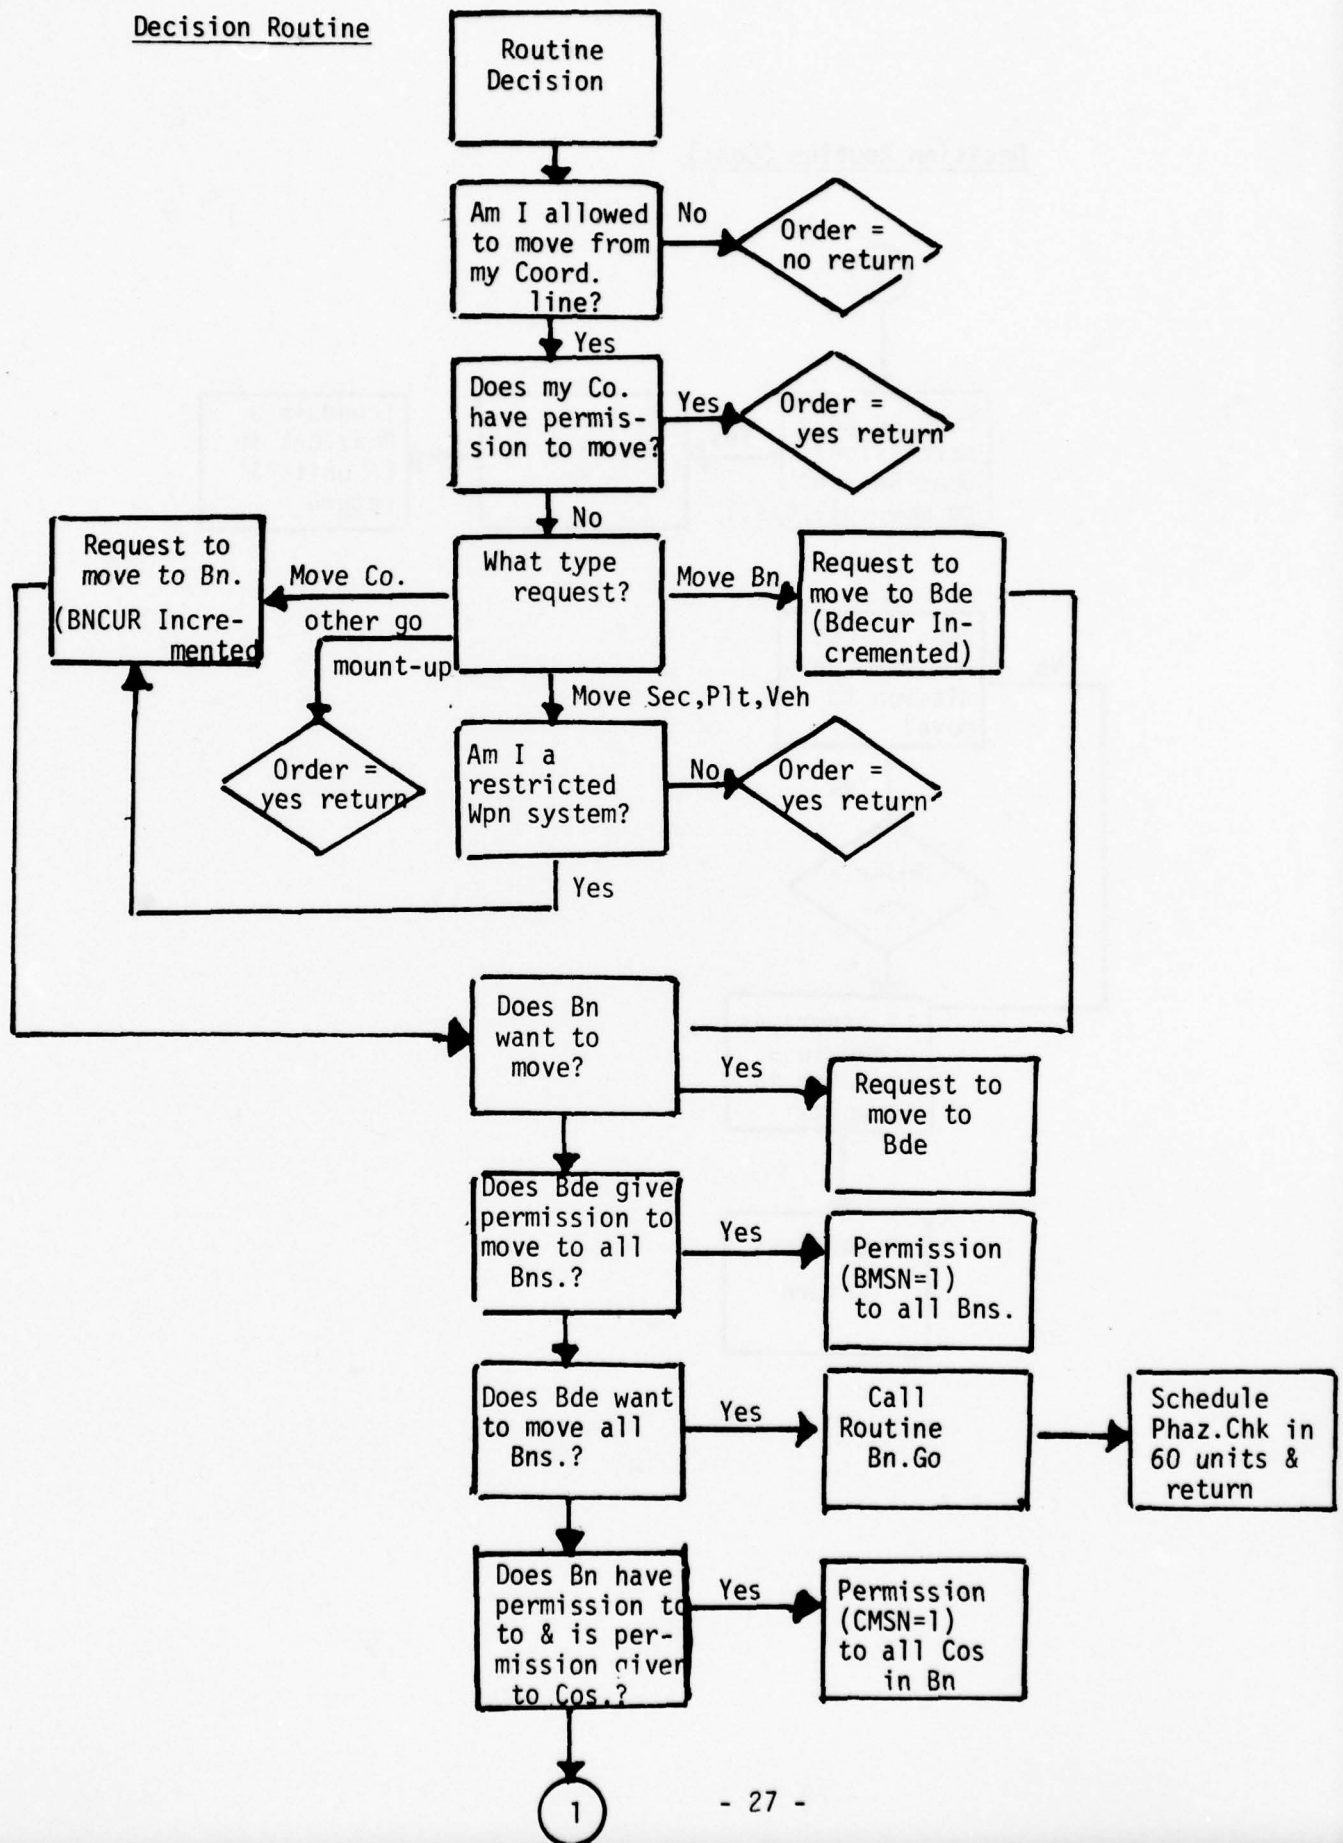 Decision Routine
Routine
Decision
Am I allowed
to move from
my Coord.
line?
No
Order =
no return
Yes
Does my Co.
have permis-
sion to move?
Yes
Order =
yes return
No
Request to
move to Bn.
(BNCUR Incre-
mented
Move Co.
other go
mount-up
What type
request?
Move Bn
Request to
move to Bde
(Bdecur In-
cremented)
Move Sec,Plt,Veh
Order =
yes return
Am I a
restricted
Wpn system?
No
Order =
yes return
Yes
Does Bn
want to
move?
Yes
Request to
move to
Bde
Does Bde give
permission to
move to all
Bns.?
Yes
Permission
(BMSN=1)
to all Bns.
Does Bde want
to move all
Bns.?
Yes
Call
Routine
Bn.Go
Schedule
Phaz.Chk in
60 units &
return
Does Bn have
permission to
to & is per-
mission given
to Cos.?
Yes
Permission
(CMSN=1)
to all Cos
in Bn
1
- 27 -